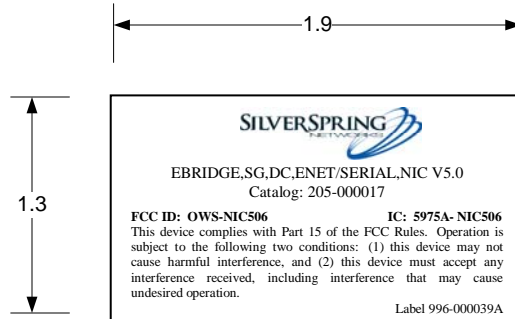 1.9
SILVERSPRING
NETWORKS
EBRIDGE,SG,DC,ENET/SERIAL,NIC V5.0
Catalog: 205-000017
1.3
FCC ID: OWS-NIC506 IC: 5975A- NIC506
This device complies with Part 15 of the FCC Rules. Operation is
subject to the following two conditions: (1) this device may not
cause harmful interference, and (2) this device must accept any
interference received, including interference that may cause
undesired operation.
Label 996-000039A